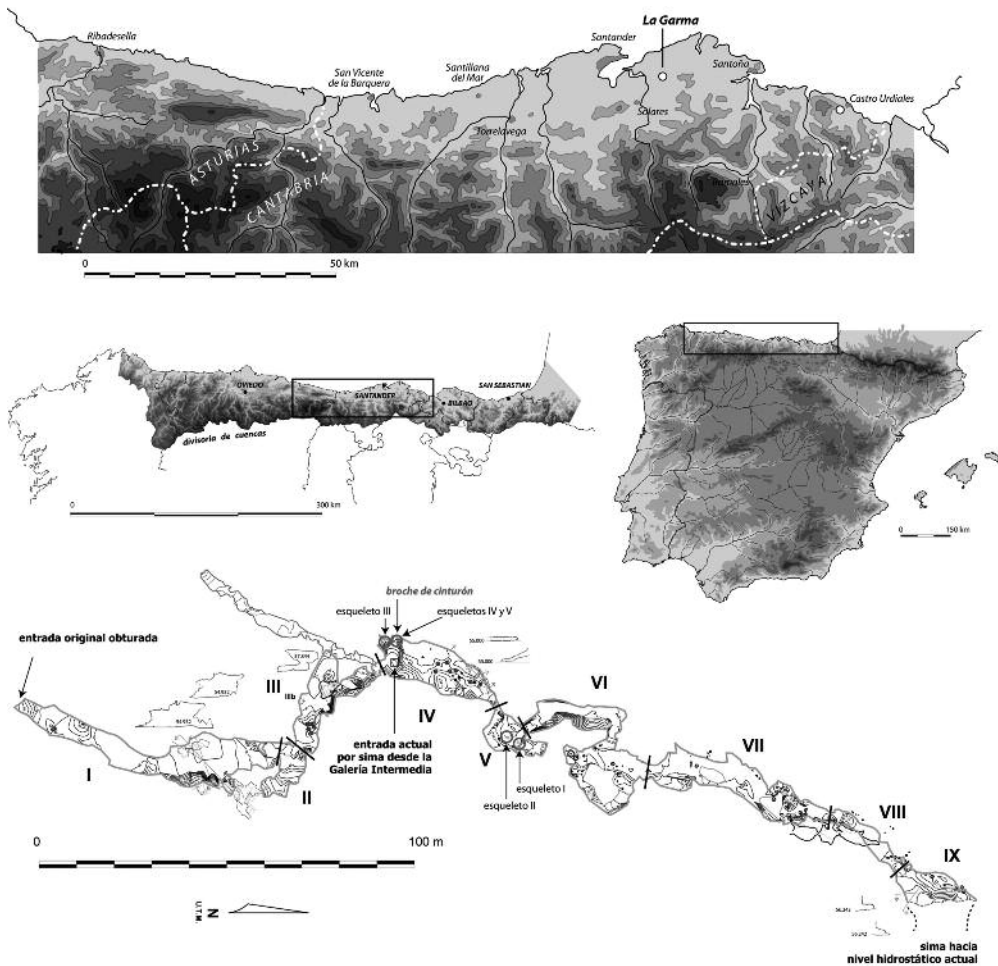 La Garma
Ribadesella
Santander
San Vicente
de la Barquera
Santillana
del Mar
Santoña
Castro Urdiales
Solares
Torrelavega
ASTURIAS
CANTABRIA
Ramales
VIZCAYA
0
50 km
OVIEDO
SANTANDER
BILBAO
SAN SEBASTIAN
divisoria de cuencas
0
300 km
0
150 km
broche de cinturón
esqueleto III
esqueletos IV y V
entrada original obturada
I
II
III
IIIb
IV
entrada actual
por sima desde la
Galería Intermedia
V
esqueleto I
esqueleto II
VI
VII
VIII
IX
0
100 m
N
U.T.M.
sima hacia
nivel hidrostático actual